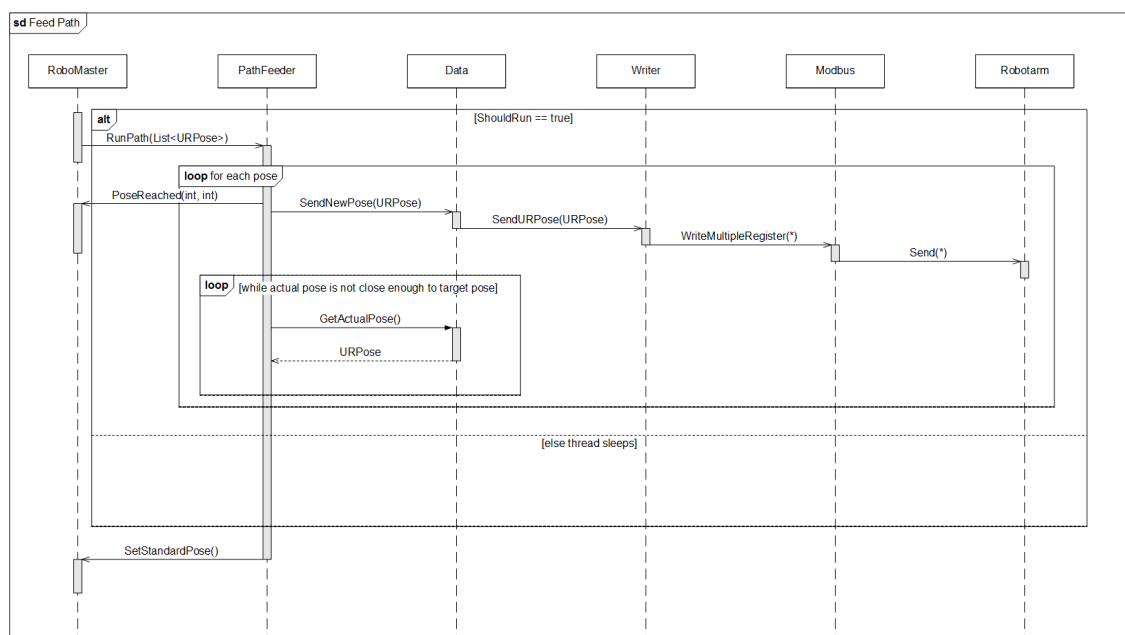 sd Feed Path
RoboMaster
PathFeeder
Data
Writer
Modbus
Robotarm
alt
[ShouldRun == true]
RunPath(List<URPose>)
loop for each pose
PoseReached(int, int)
SendNewPose(URPose)
SendURPose(URPose)
WriteMultipleRegister(*)
Send(*)
loop [while actual pose is not close enough to target pose]
GetActualPose()
URPose
[else thread sleeps]
SetStandardPose()